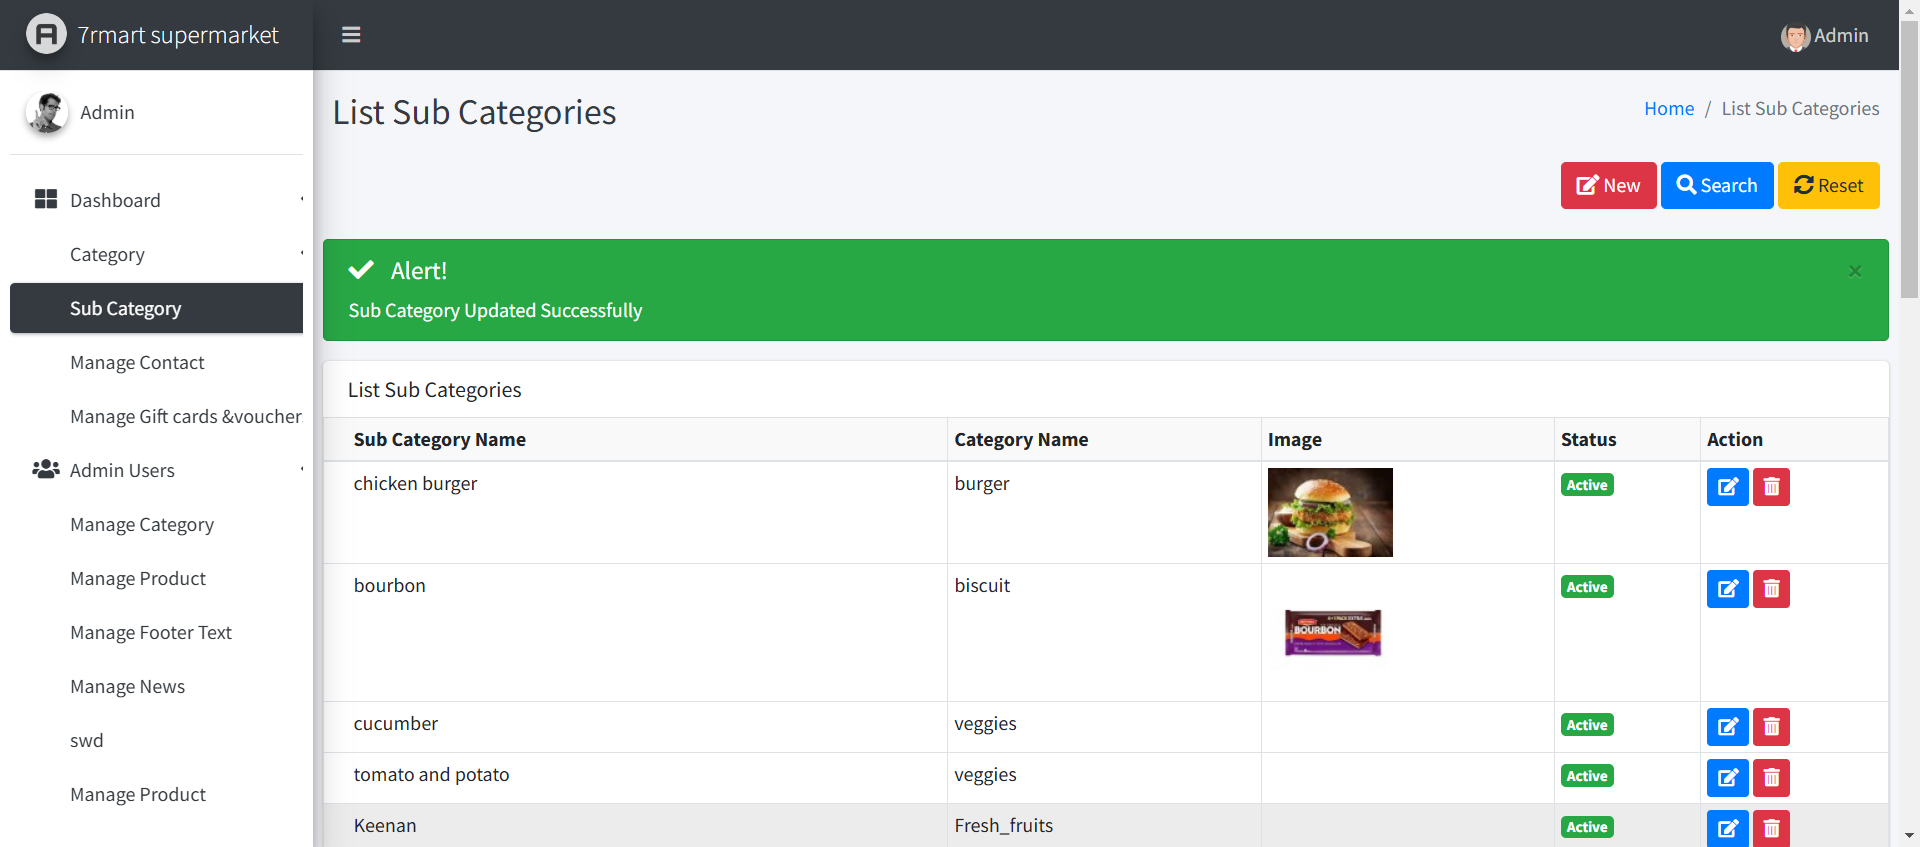 7rmart supermarket
Admin
Admin
Dashboard
Category
Sub Category
Manage Contact
Manage Gift cards &voucher
Admin Users
Manage Category
Manage Product
Manage Footer Text
Manage News
swd
Manage Product
List Sub Categories
Home / List Sub Categories
New Search Reset
Alert! ×
Sub Category Updated Successfully
List Sub Categories
Sub Category Name Category Name Image Status Action
chicken burger burger Active
bourbon biscuit Active
BOURBON
cucumber veggies Active
tomato and potato veggies Active
Keenan Fresh_fruits Active